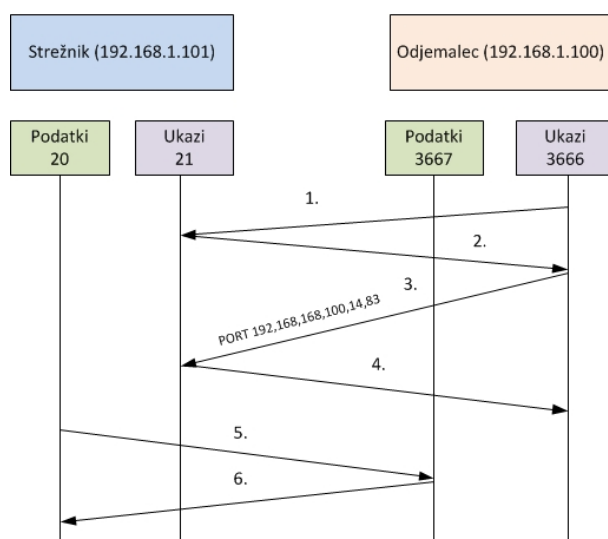 Strežnik (192.168.1.101)
Odjemalec (192.168.1.100)
Podatki
20
Ukazi
21
Podatki
3667
Ukazi
3666
1.
2.
3.
PORT 192,168,168,100,14,83
4.
5.
6.